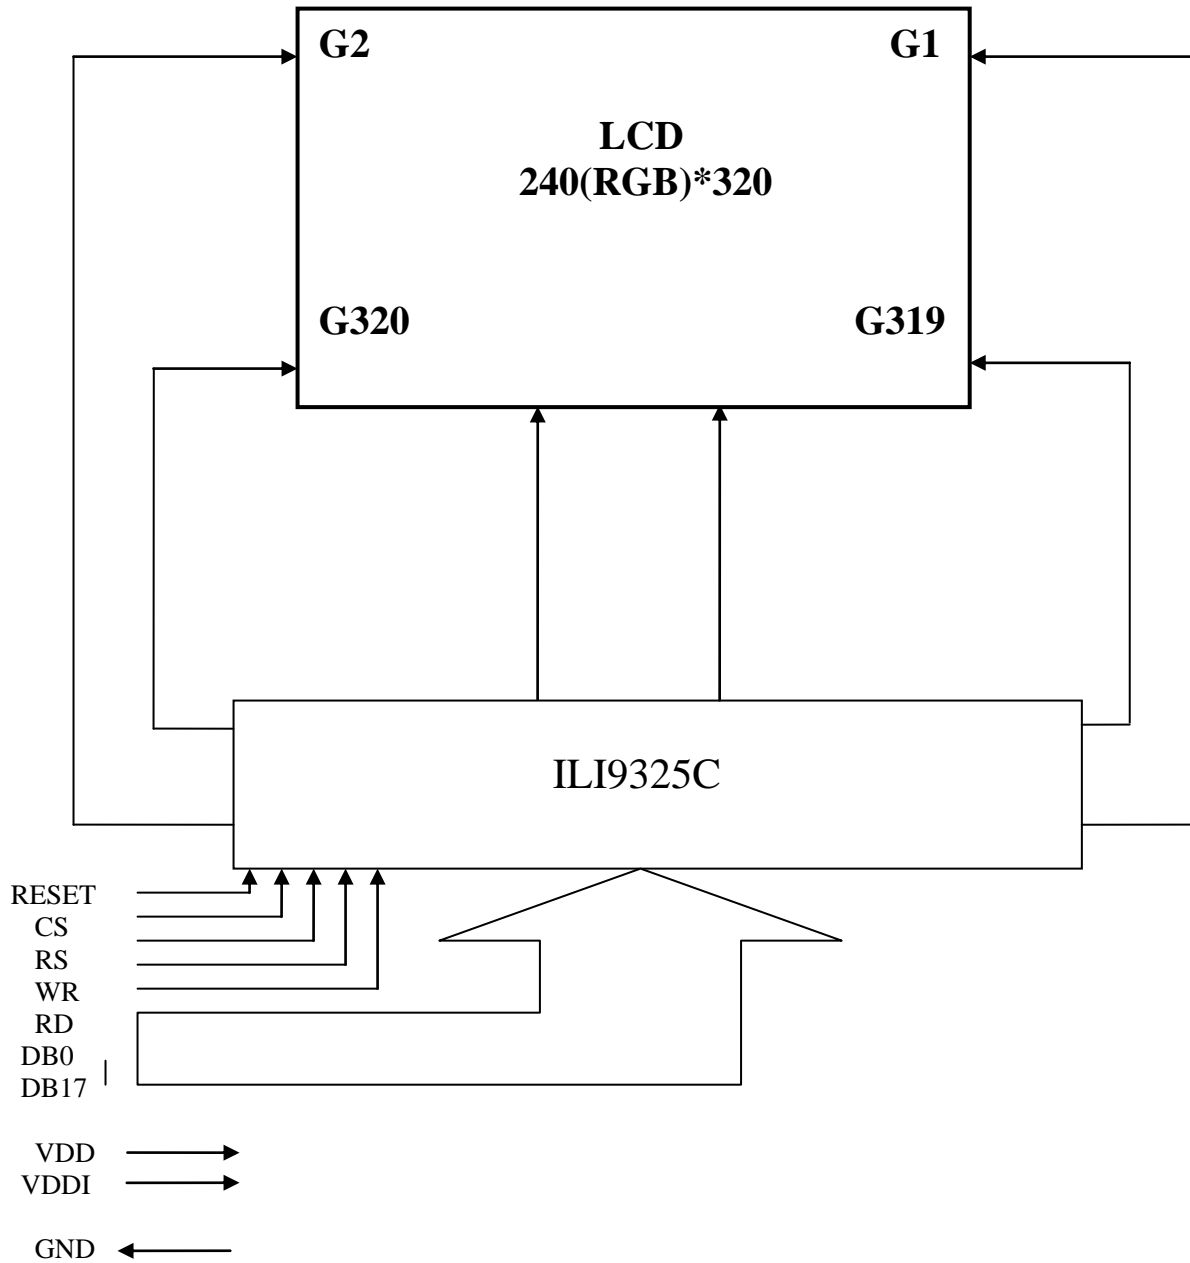 G2 G1
LCD
240(RGB)*320
G320 G319
ILI9325C
RESET
CS
RS
WR
RD
DB0
DB17
VDD
VDDI
GND